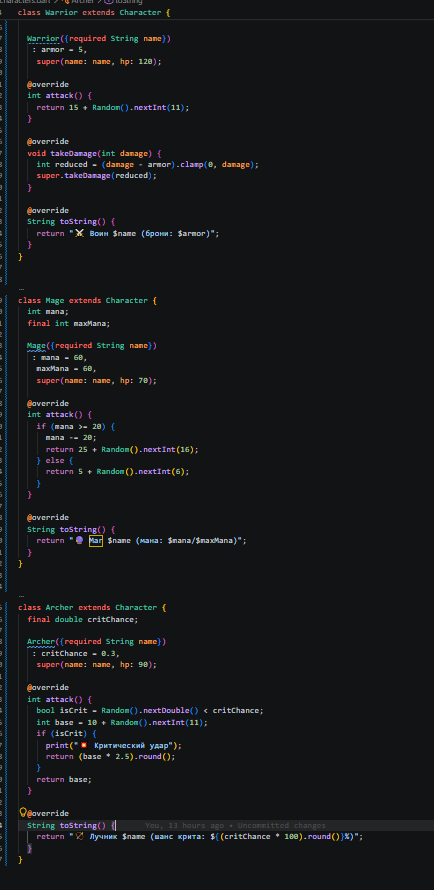 class Warrior extends Character {
Warrior({required String name})
: armor = 5,
super(name: name, hp: 120);
@override
int attack() {
return 15 + Random().nextInt(11);
}
@override
void takeDamage(int damage) {
int reduced = (damage - armor).clamp(0, damage);
super.takeDamage(reduced);
}
@override
String toString() {
return "⚔️ Воин $name (брони: $armor)";
}
}
...
class Mage extends Character {
int mana;
final int maxMana;
Mage({required String name})
: mana = 60,
maxMana = 60,
super(name: name, hp: 70);
@override
int attack() {
if (mana >= 20) {
mana -= 20;
return 25 + Random().nextInt(16);
} else {
return 5 + Random().nextInt(6);
}
}
@override
String toString() {
return "🔮 Маг $name (мана: $mana/$maxMana)";
}
}
...
class Archer extends Character {
final double critChance;
Archer({required String name})
: critChance = 0.3,
super(name: name, hp: 90);
@override
int attack() {
bool isCrit = Random().nextDouble() < critChance;
int base = 10 + Random().nextInt(11);
if (isCrit) {
print("💥 Критический удар");
return (base * 2.5).round();
}
return base;
}
@override
String toString() { You, 13 hours ago • Uncommitted changes
return "🏹 Лучник $name (шанс крита: ${(critChance * 100).round()}%)";
}
}